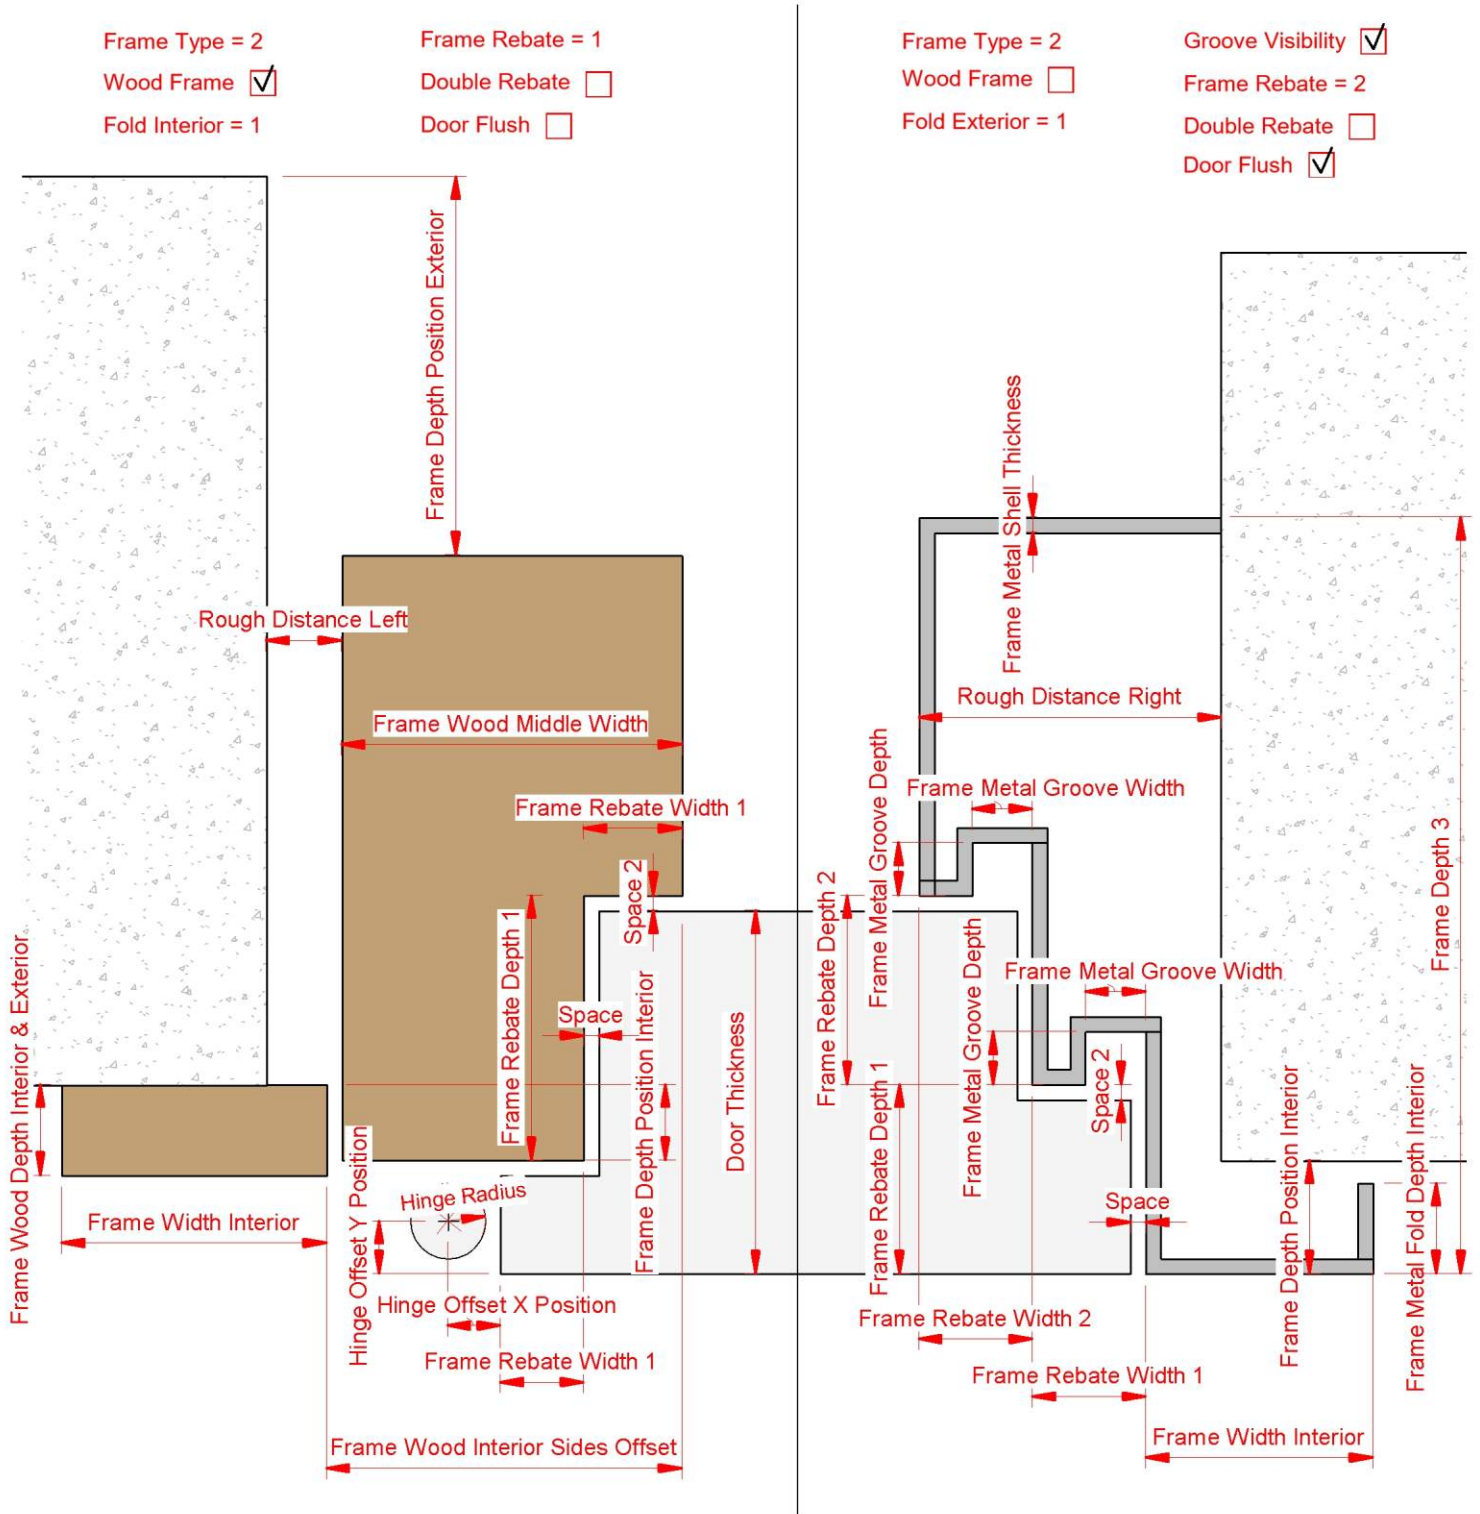 Frame Type = 2
Wood Frame
Fold Interior = 1
Frame Rebate = 1
Double Rebate
Door Flush
Frame Depth Position Exterior
Rough Distance Left
Frame Wood Middle Width
Frame Rebate Width 1
Space 2
Frame Rebate Depth 1
Space
Frame Depth Position Interior
Door Thickness
Frame Wood Depth Interior & Exterior
Frame Width Interior
Hinge Offset Y Position
Hinge Radius
Hinge Offset X Position
Frame Rebate Width 1
Frame Wood Interior Sides Offset
Frame Type = 2
Wood Frame
Fold Exterior = 1
Groove Visibility
Frame Rebate = 2
Double Rebate
Door Flush
Frame Metal Shell Thickness
Rough Distance Right
Frame Metal Groove Width
Frame Metal Groove Depth
Frame Rebate Depth 2
Frame Metal Groove Width
Frame Metal Groove Depth
Frame Rebate Depth 1
Space 2
Space
Frame Depth 3
Frame Depth Position Interior
Frame Metal Fold Depth Interior
Frame Rebate Width 2
Frame Rebate Width 1
Frame Width Interior